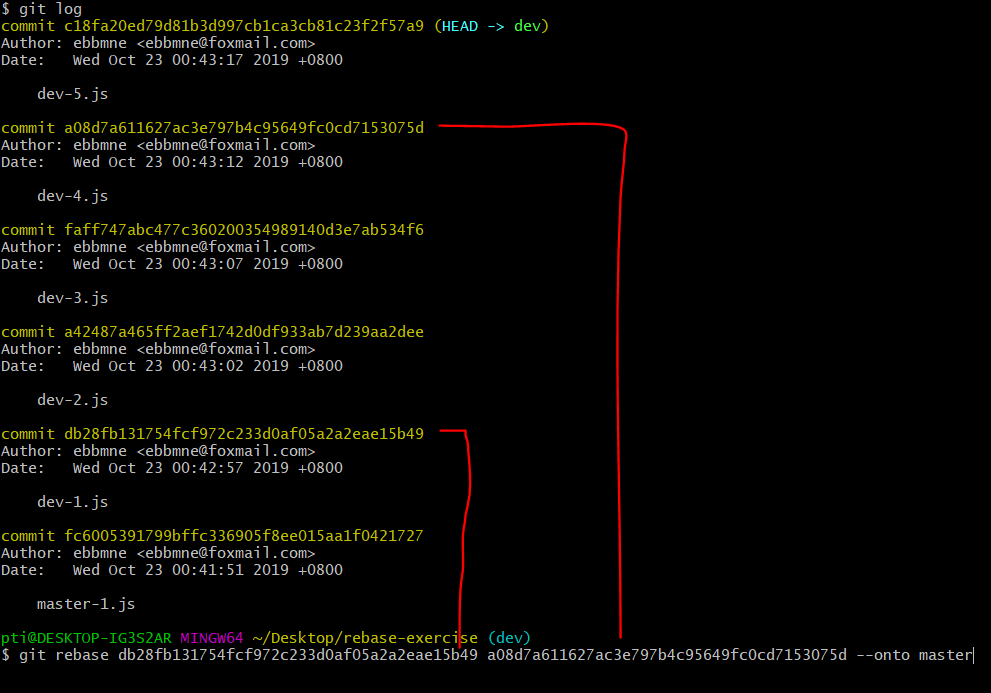 $ git log
commit c18fa20ed79d81b3d997cb1ca3cb81c23f2f57a9 (HEAD -> dev)
Author: ebbmne <ebbmne@foxmail.com>
Date:   Wed Oct 23 00:43:17 2019 +0800
    dev-5.js
commit a08d7a611627ac3e797b4c95649fc0cd7153075d
Author: ebbmne <ebbmne@foxmail.com>
Date:   Wed Oct 23 00:43:12 2019 +0800
    dev-4.js
commit faff747abc477c360200354989140d3e7ab534f6
Author: ebbmne <ebbmne@foxmail.com>
Date:   Wed Oct 23 00:43:07 2019 +0800
    dev-3.js
commit a42487a465ff2aef1742d0df933ab7d239aa2dee
Author: ebbmne <ebbmne@foxmail.com>
Date:   Wed Oct 23 00:43:02 2019 +0800
    dev-2.js
commit db28fb131754fcf972c233d0af05a2a2eae15b49
Author: ebbmne <ebbmne@foxmail.com>
Date:   Wed Oct 23 00:42:57 2019 +0800
    dev-1.js
commit fc6005391799bffc336905f8ee015aa1f0421727
Author: ebbmne <ebbmne@foxmail.com>
Date:   Wed Oct 23 00:41:51 2019 +0800
    master-1.js
pti@DESKTOP-IG3S2AR MINGW64 ~/Desktop/rebase-exercise (dev)
$ git rebase db28fb131754fcf972c233d0af05a2a2eae15b49 a08d7a611627ac3e797b4c95649fc0cd7153075d --onto master